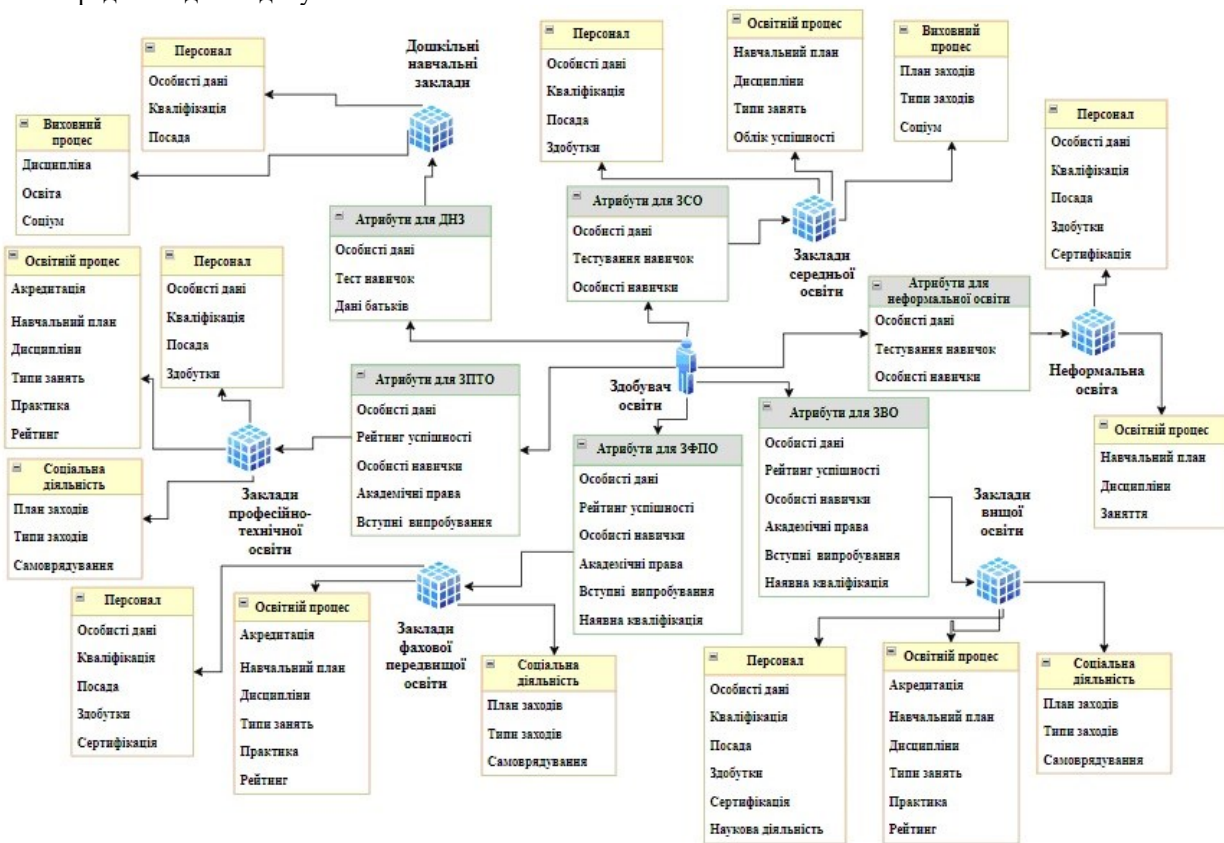 Персонал
Особисті дані
Кваліфікація
Посада
Дошкільні
навчальні
заклади
Виховний
процес
Дисципліна
Освіта
Соціум
Персонал
Особисті дані
Кваліфікація
Посада
Здобутки
Освітній процес
Навчальний план
Дисципліни
Типи занять
Облік успішності
Виховний
процес
План заходів
Типи заходів
Соціум
Персонал
Особисті дані
Кваліфікація
Посада
Здобутки
Сертифікація
Атрибути для ДНЗ
Особисті дані
Тест навичок
Дані батьків
Атрибути для ЗСО
Особисті дані
Тестування навичок
Особисті навички
Заклади
середньої
освіти
Освітній процес
Акредитація
Навчальний план
Дисципліни
Типи занять
Практика
Рейтинг
Персонал
Особисті дані
Кваліфікація
Посада
Здобутки
Атрибути для
неформальної освіти
Особисті дані
Тестування навичок
Особисті навички
Неформальна
освіта
Здобувач
освіти
Атрибути для ЗПТО
Особисті дані
Рейтинг успішності
Особисті навички
Академічні права
Вступні випробування
Атрибути для ЗВО
Особисті дані
Рейтинг успішності
Особисті навички
Академічні права
Вступні випробування
Наявна кваліфікація
Освітній процес
Навчальний план
Дисципліни
Заняття
Атрибути для ЗФПО
Особисті дані
Рейтинг успішності
Особисті навички
Академічні права
Вступні випробування
Наявна кваліфікація
Соціальна
діяльність
План заходів
Типи заходів
Самоврядування
Заклади
професійно-
технічної
освіти
Заклади
вищої
освіти
Персонал
Особисті дані
Кваліфікація
Посада
Здобутки
Сертифікація
Освітній процес
Акредитація
Навчальний план
Дисципліни
Типи занять
Практика
Рейтинг
Заклади
фахової
передвищої
освіти
Соціальна
діяльність
План заходів
Типи заходів
Самоврядування
Персонал
Особисті дані
Кваліфікація
Посада
Здобутки
Сертифікація
Наукова діяльність
Освітній процес
Акредитація
Навчальний план
Дисципліни
Типи занять
Практика
Рейтинг
Соціальна
діяльність
План заходів
Типи заходів
Самоврядування